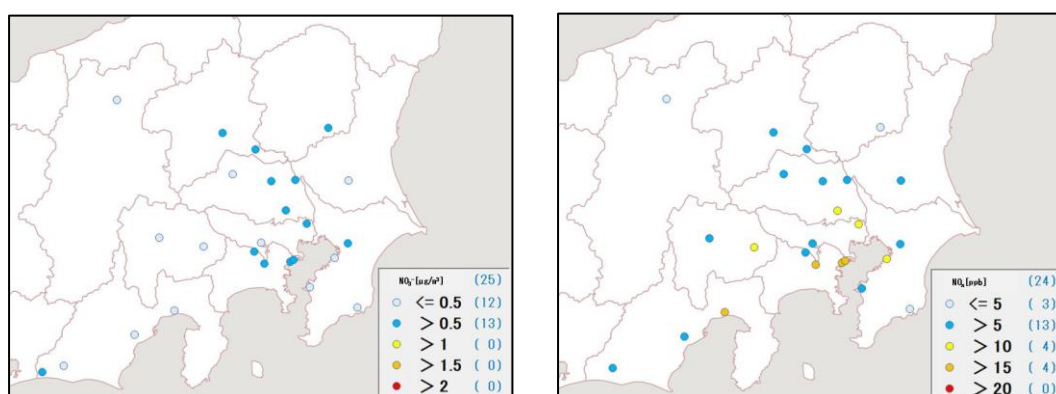 NO₃⁻[μg/m³] (25)
<= 0.5 (12)
> 0.5 (13)
> 1 ( 0)
> 1.5 ( 0)
> 2 ( 0)
NOₓ[ppb] (24)
<= 5 ( 3)
> 5 (13)
> 10 ( 4)
> 15 ( 4)
> 20 ( 0)